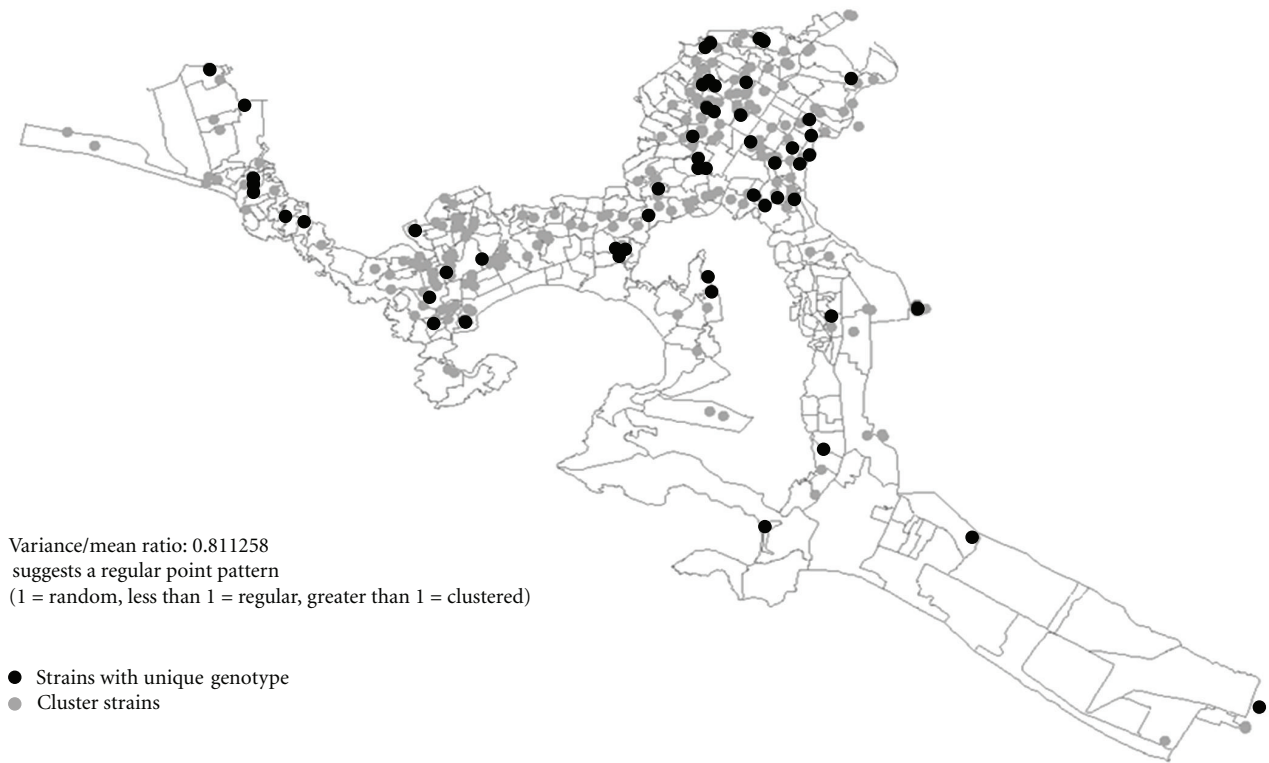 Variance/mean ratio: 0.811258
suggests a regular point pattern
(1 = random, less than 1 = regular, greater than 1 = clustered)
Strains with unique genotype
Cluster strains